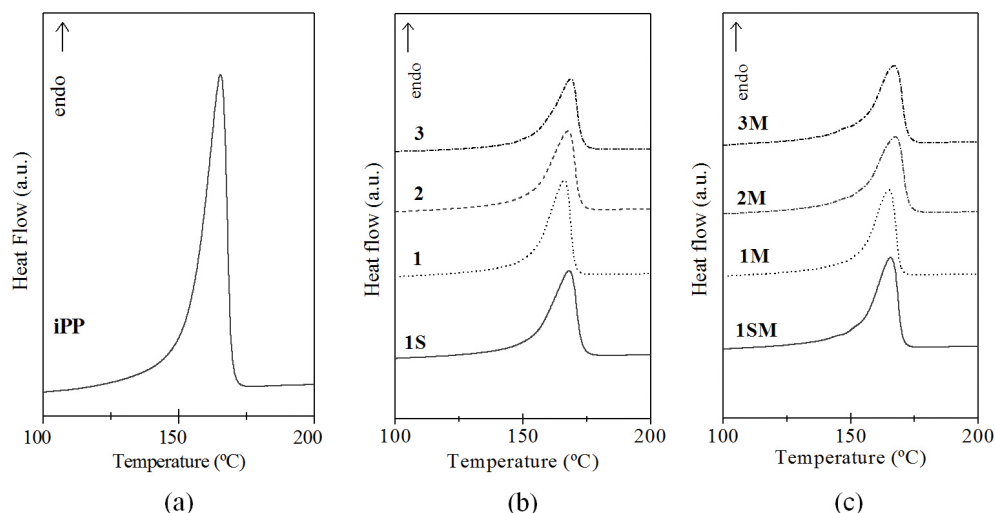 endo
Heat Flow (a.u.)
iPP
100
150
200
Temperature (ºC)
(a)
endo
Heat flow (a.u.)
3
2
1
1S
100
150
200
Temperature (ºC)
(b)
endo
Heat flow (a.u.)
3M
2M
1M
1SM
100
150
200
Temperature (ºC)
(c)